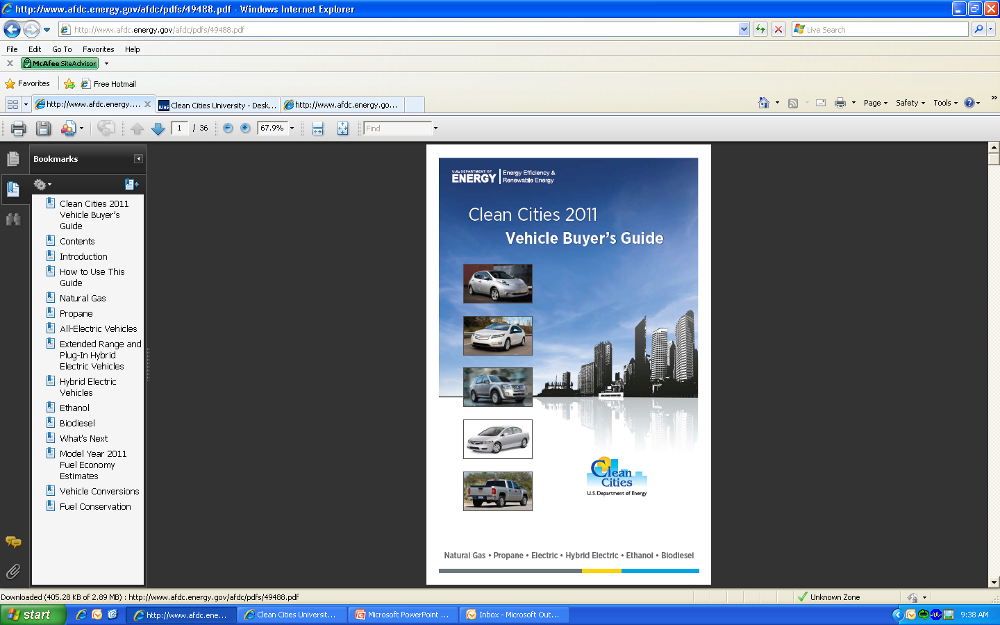 http://www.afdc.energy.gov/afdc/pdfs/49488.pdf - Windows Internet Explorer
http://www.afdc.energy.gov/afdc/pdfs/49488.pdf
Live Search
File Edit Go To Favorites Help
X McAfee SiteAdvisor
Favorites Free Hotmail
http://www.afdc.energy.... X Clean Cities University - Desk... http://www.afdc.energy.go... Page Safety Tools »
1 / 36 67.9% Find
Bookmarks
Clean Cities 2011
Vehicle Buyer's
Guide
Contents
Introduction
How to Use This
Guide
Natural Gas
Propane
All-Electric Vehicles
Extended Range and
Plug-In Hybrid
Electric Vehicles
Hybrid Electric
Vehicles
Ethanol
Biodiesel
What's Next
Model Year 2011
Fuel Economy
Estimates
Vehicle Conversions
Fuel Conservation
U.S. DEPARTMENT OF
ENERGY
Energy Efficiency &
Renewable Energy
Clean Cities 2011
Vehicle Buyer's Guide
Clean
Cities
U.S. Department of Energy
Natural Gas • Propane • Electric • Hybrid Electric • Ethanol • Biodiesel
Downloaded (405.28 KB of 2.89 MB) : http://www.afdc.energy.gov/afdc/pdfs/49488.pdf Unknown Zone
start http://www.afdc.ene... Clean Cities Universit... Microsoft PowerPoint ... Inbox - Microsoft Out... 9:38 AM